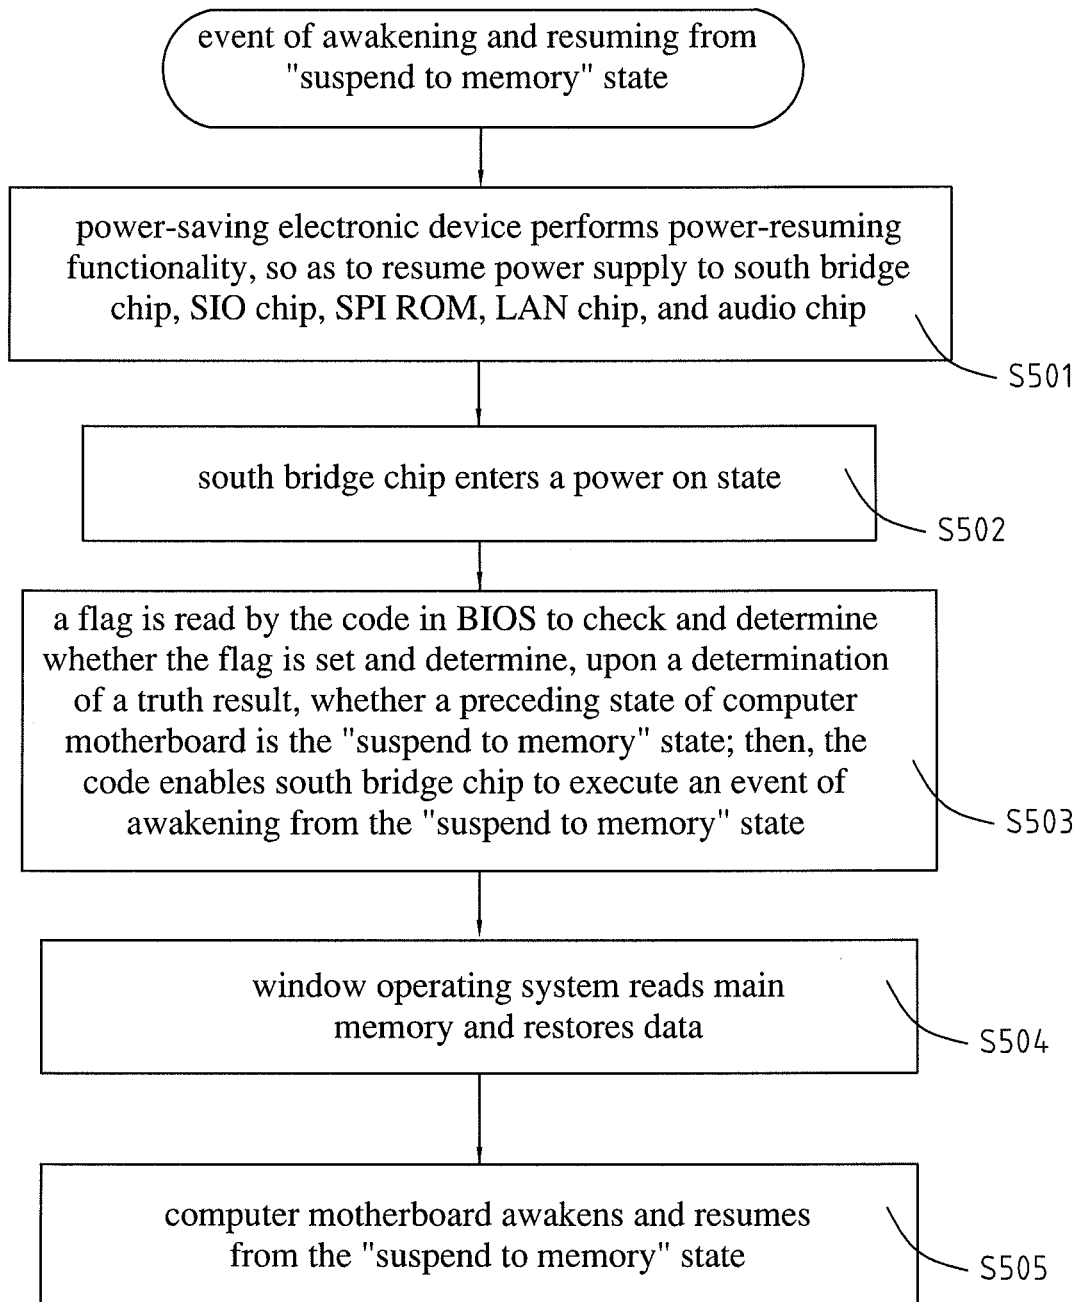 event of awakening and resuming from
"suspend to memory" state
power-saving electronic device performs power-resuming
functionality, so as to resume power supply to south bridge
chip, SIO chip, SPI ROM, LAN chip, and audio chip
S501
south bridge chip enters a power on state
S502
a flag is read by the code in BIOS to check and determine
whether the flag is set and determine, upon a determination
of a truth result, whether a preceding state of computer
motherboard is the "suspend to memory" state; then, the
code enables south bridge chip to execute an event of
awakening from the "suspend to memory" state
S503
window operating system reads main
memory and restores data
S504
computer motherboard awakens and resumes
from the "suspend to memory" state
S505